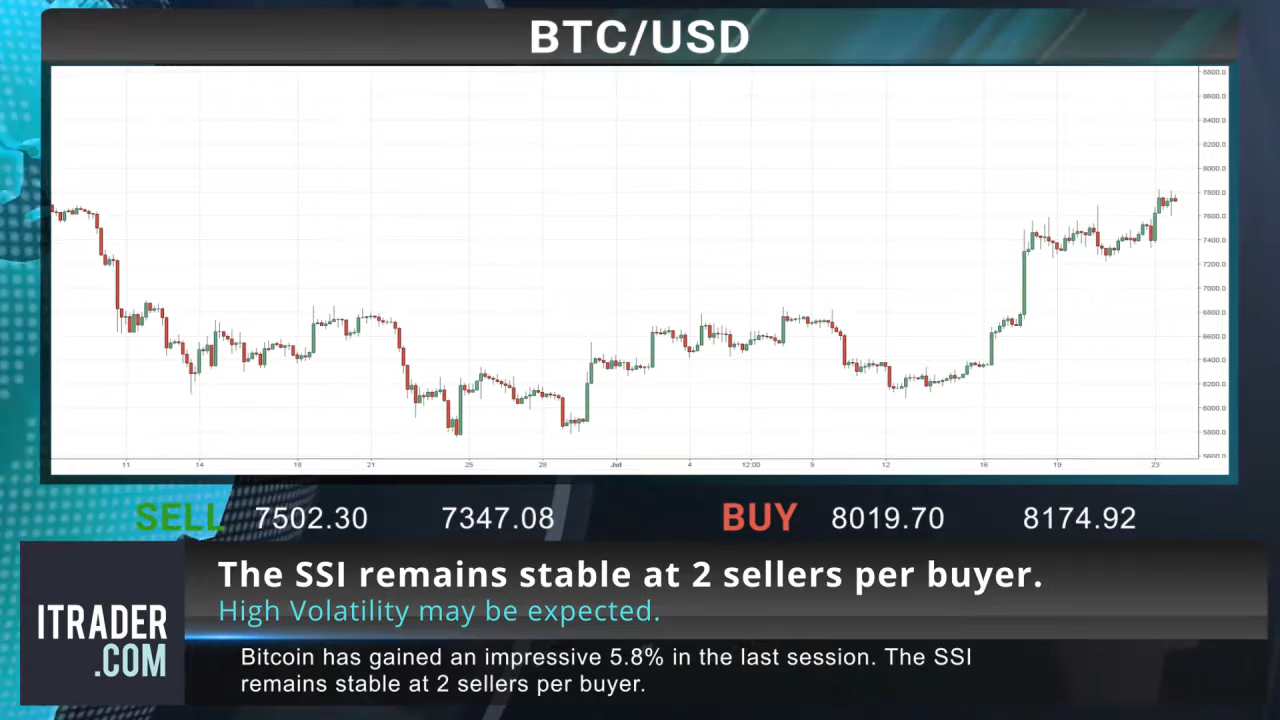 BTC/USD
8800.0
8600.0
8400.0
8200.0
8000.0
7800.0
7600.0
7400.0
7200.0
7000.0
6800.0
6600.0
6400.0
6200.0
6000.0
5800.0
5600.0
11 14 18 21 25 28 Jul 4 12:00 9 12 16 19 23
SELL 7502.30 7347.08 BUY 8019.70 8174.92
The SSI remains stable at 2 sellers per buyer.
High Volatility may be expected.
ITRADER
.COM
Bitcoin has gained an impressive 5.8% in the last session. The SSI
remains stable at 2 sellers per buyer.